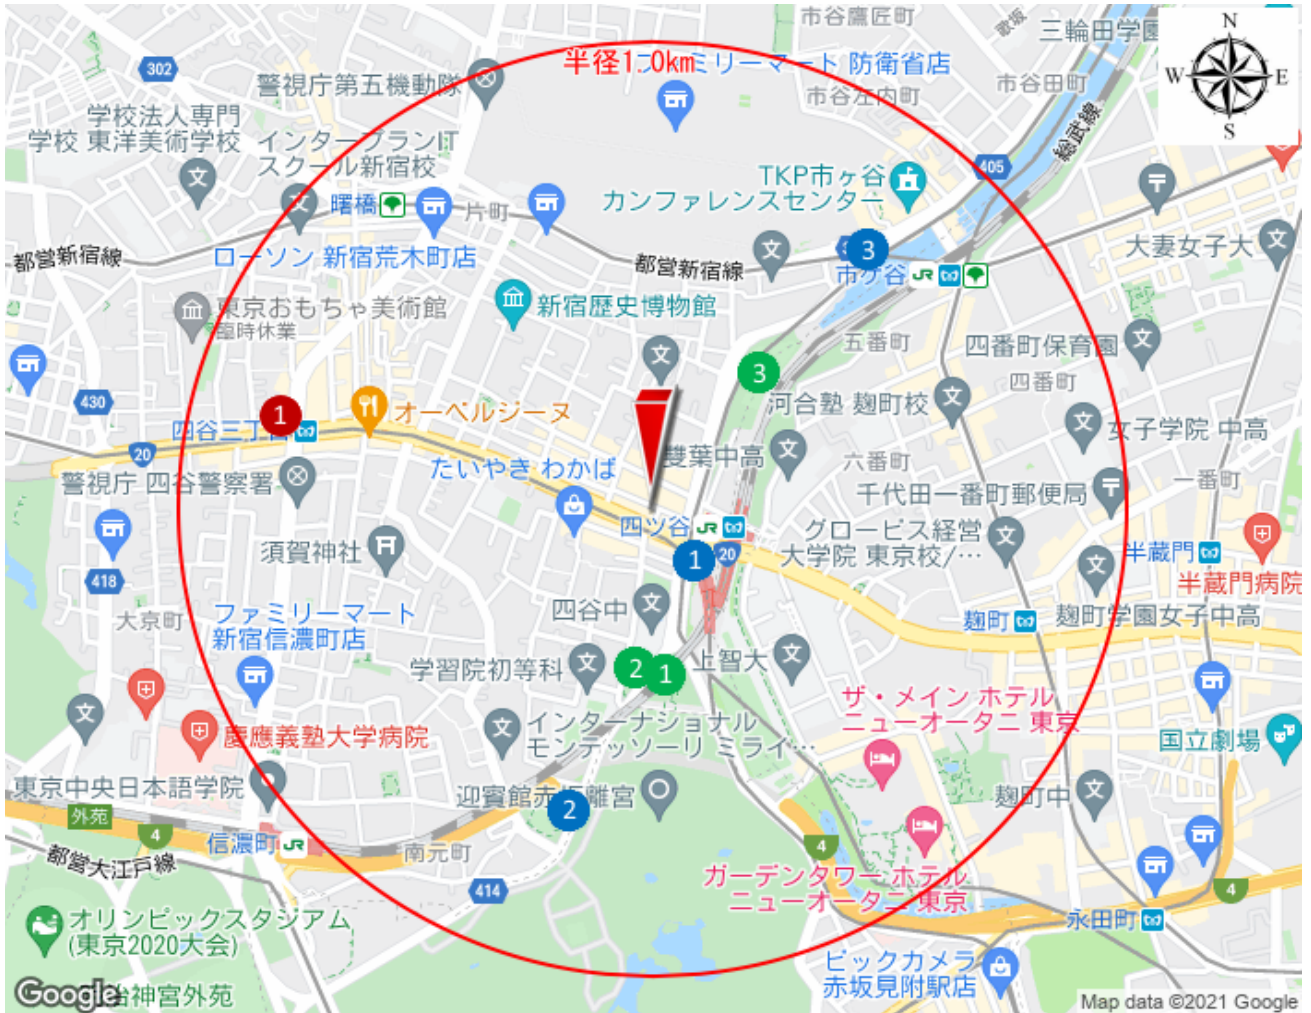 市谷鷹匠町
歌坂
三輪田学園
N
W
E
S
半径1.0km
ミリーマート 防衛省店
302
警視庁第五機動隊
市谷左内町
市谷田町
総武線
学校法人専門
学校 東洋美術学校
インターブランIT
スクール新宿校
TKP市ヶ谷
カンファレンスセンター
405
曙橋
片町
ローソン 新宿荒木町店
都営新宿線
都営新宿線
3
市ケ谷
JR
大妻女子大
東京おもちゃ美術館
臨時休業
新宿歴史博物館
五番町
四番町保育園
四番町
3
430
1
オーベルジーヌ
河合塾 麹町校
四谷三丁目
20
雙葉中高
六番町
女子学院 中高
警視庁 四谷警察署
たいやき わかば
千代田一番町郵便局
一番町
四ツ谷
JR
20
1
グロービス経営
大学院 東京校/…
須賀神社
半蔵門
半蔵門病院
418
大京町
ファミリーマート
新宿信濃町店
四谷中
麹町
麹町学園女子中高
学習院初等科
2
1
上智大
ザ・メイン ホテル
ニューオータニ 東京
インターナショナル
モンテッソーリ ミライ…
慶應義塾大学病院
国立劇場
東京中央日本語学院
迎賓館赤坂離宮
2
麹町中
外苑
4
信濃町
JR
南元町
4
都営大江戸線
414
ガーデンタワー ホテル
ニューオータニ 東京
4
永田町
オリンピックスタジアム
(東京2020大会)
ビックカメラ
赤坂見附駅店
Google
治神宮外苑
Map data ©2021 Google